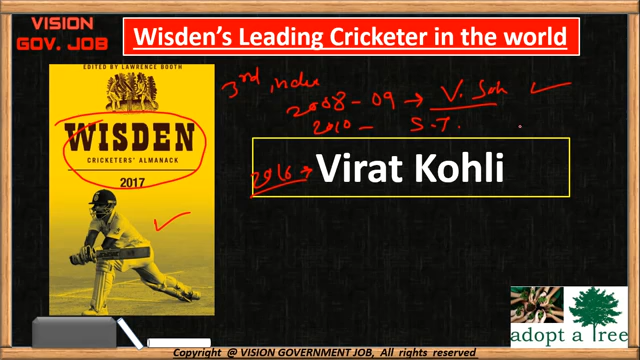 VISION
GOV. JOB
Wisden's Leading Cricketer in the world
EDITED BY LAWRENCE BOOTH
WISDEN
CRICKETERS' ALMANACK
2017
3rd
2008 - 09 → V. Seh
2010 - S.T.
2016 → Virat Kohli
adopt a Tree
Copyright @ VISION GOVERNMENT JOB, All rights reserved